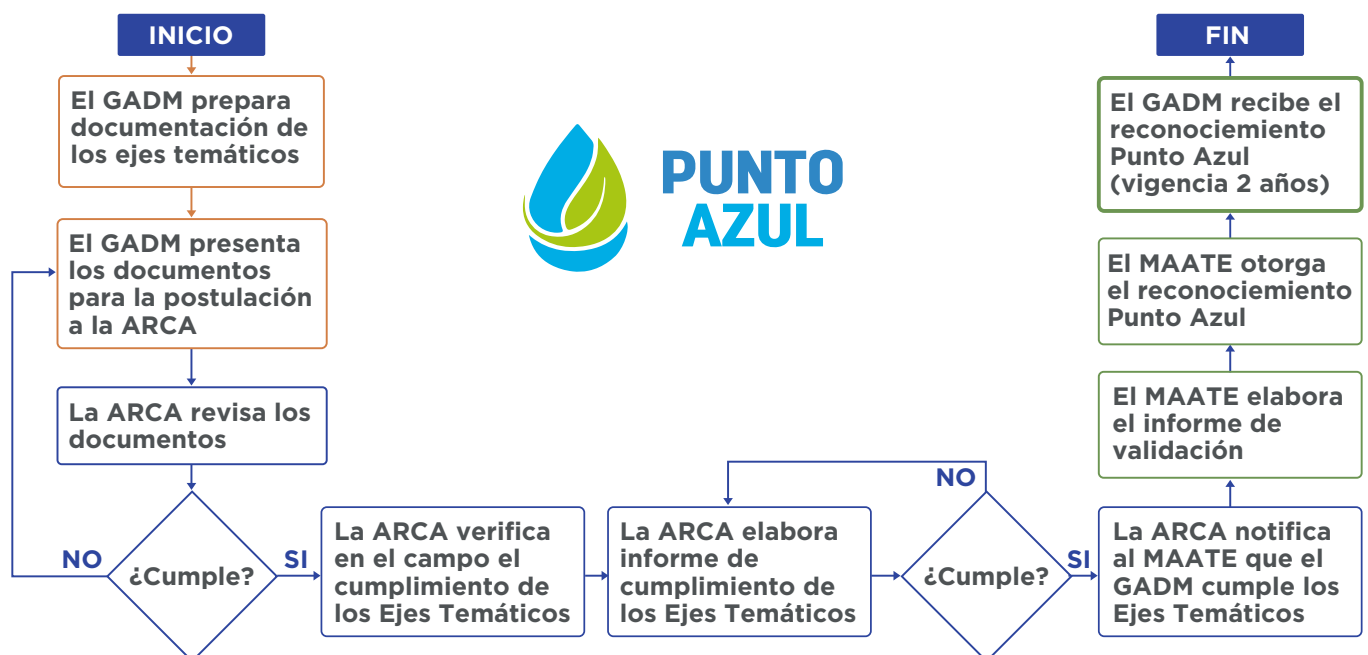 INICIO
El GADM prepara
documentación de
los ejes temáticos
El GADM presenta
los documentos
para la postulación
a la ARCA
La ARCA revisa los
documentos
¿Cumple?
NO
SI
La ARCA verifica
en el campo el
cumplimiento de
los Ejes Temáticos
La ARCA elabora
informe de
cumplimiento de
los Ejes Temáticos
¿Cumple?
NO
SI
La ARCA notifica
al MAATE que el
GADM cumple los
Ejes Temáticos
El MAATE elabora
el informe de
validación
El MAATE otorga
el reconociemiento
Punto Azul
El GADM recibe el
reconociemiento
Punto Azul
(vigencia 2 años)
FIN
PUNTO
AZUL